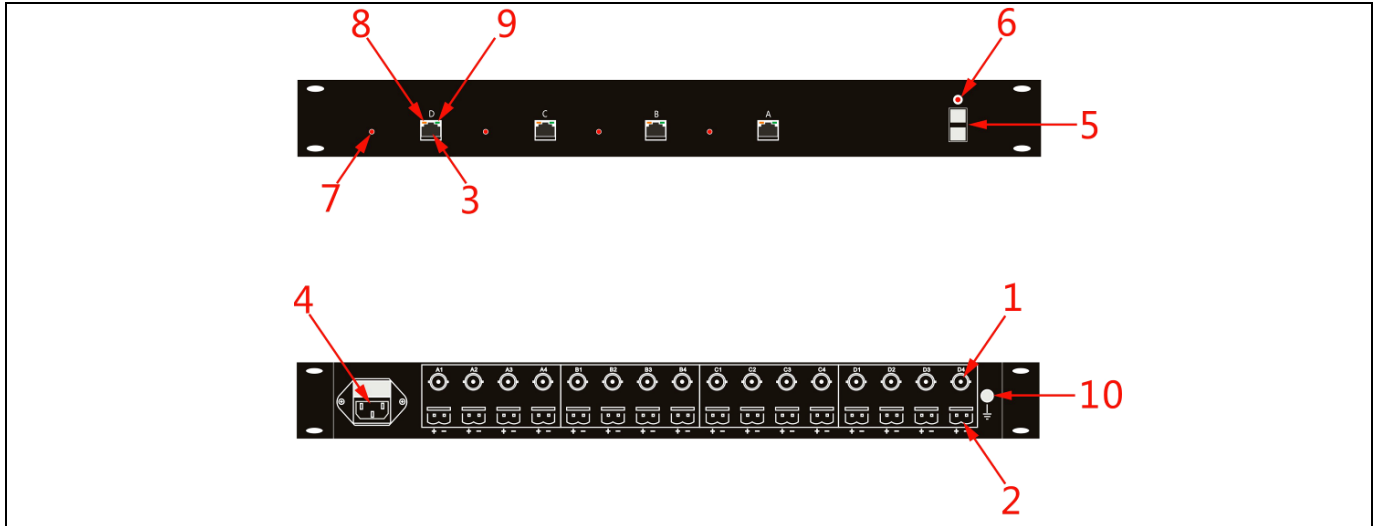 8 9 6
D C B A
5
7 3
4 1
A1 A2 A3 A4 B1 B2 B3 B4 C1 C2 C3 C4 D1 D2 D3 D4
10
+ − + − + − + − + − + − + − + − + − + − + − + − + − + − + − + −
2